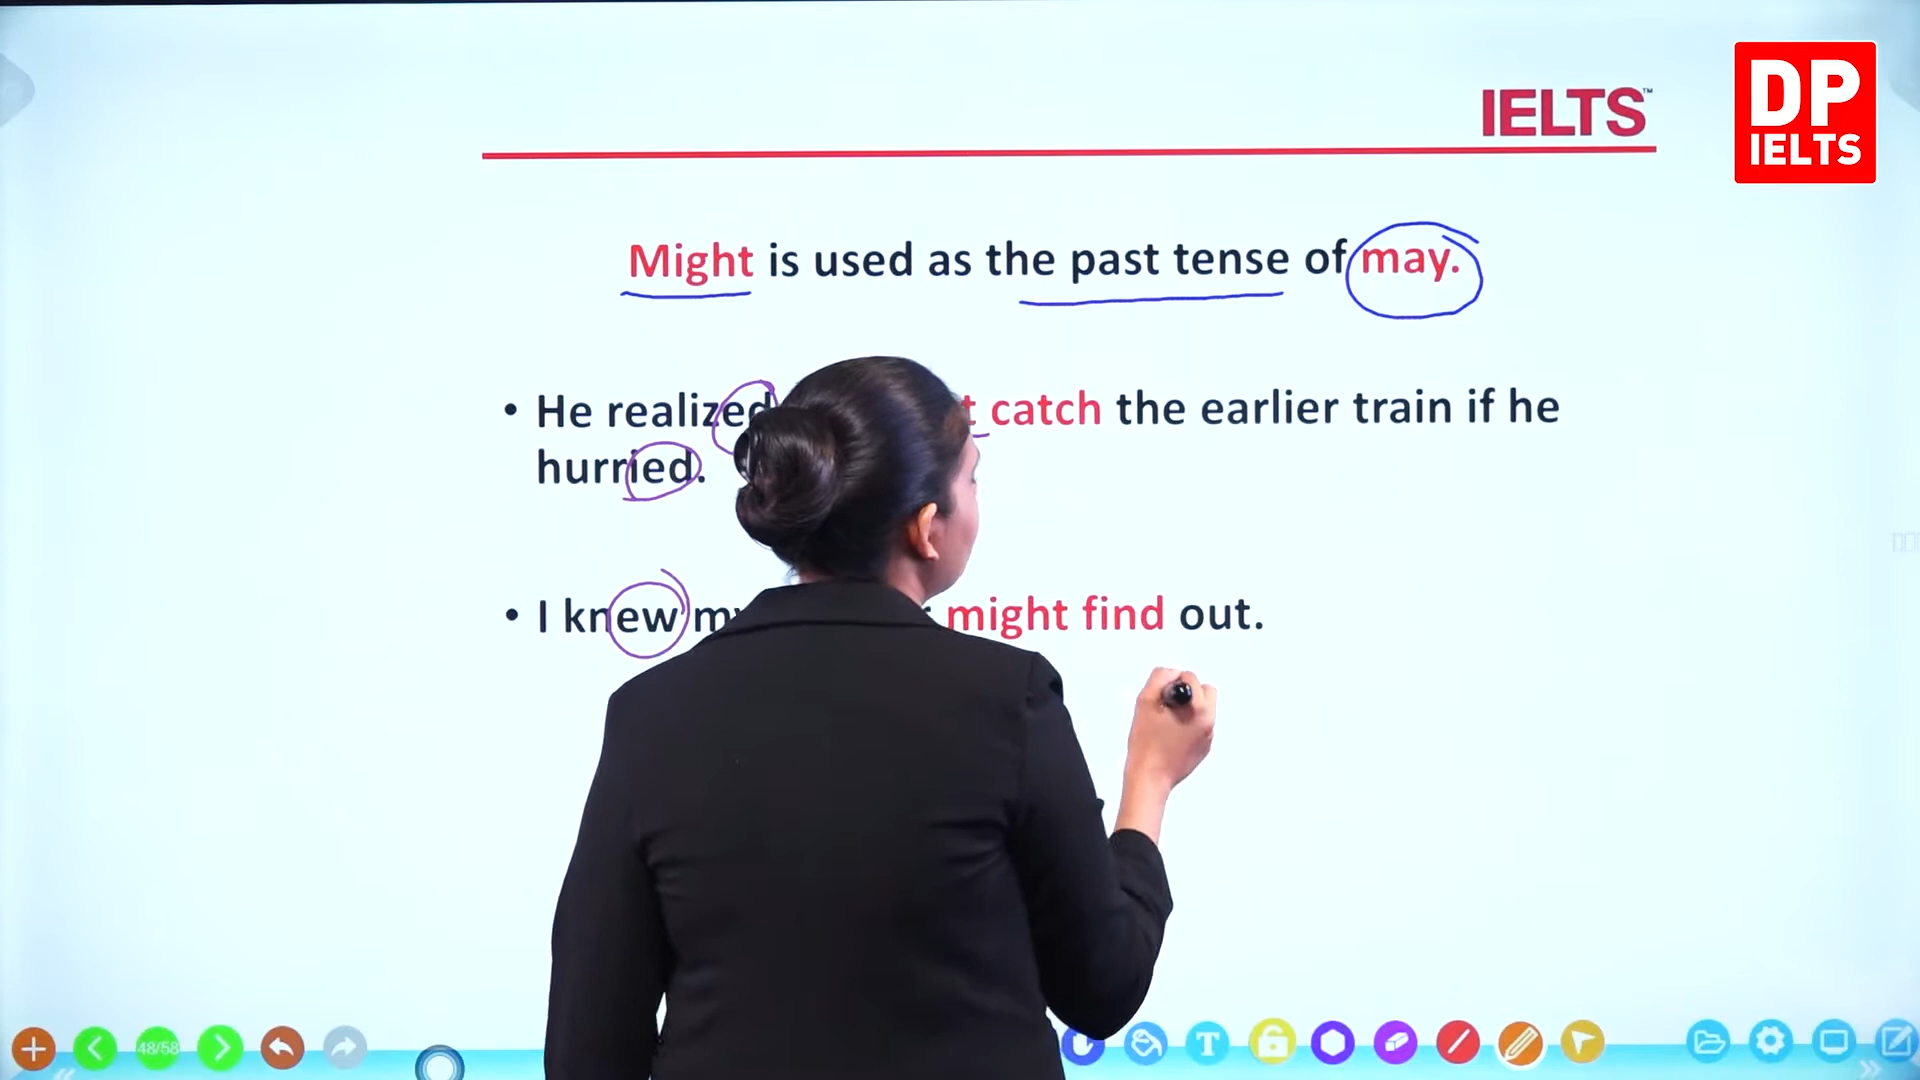 IELTS™
DP
IELTS
Might is used as the past tense of may.
• He realized catch the earlier train if he
hurried.
• I knew might find out.
48/58
T